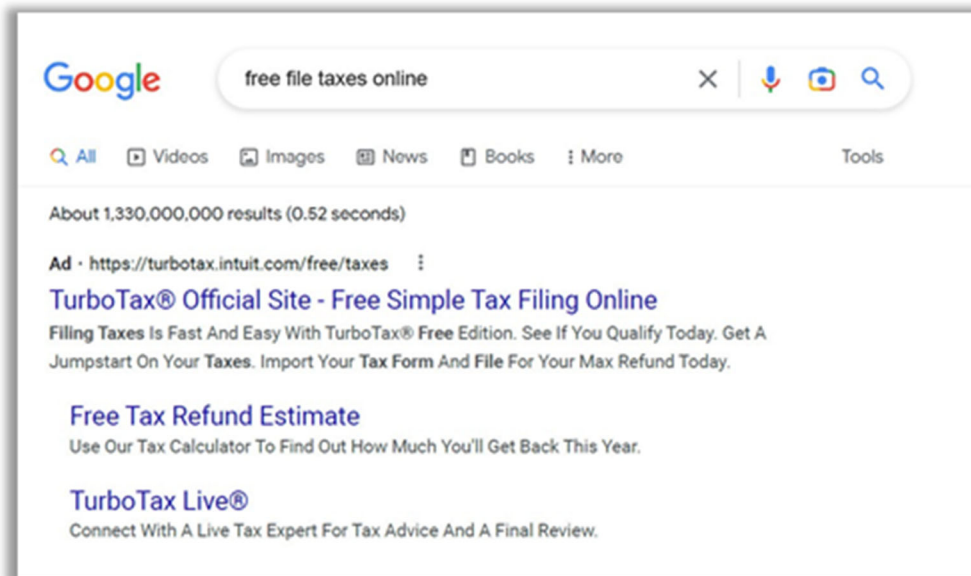 Google
free file taxes online
All Videos Images News Books More Tools
About 1,330,000,000 results (0.52 seconds)
Ad · https://turbotax.intuit.com/free/taxes
TurboTax® Official Site - Free Simple Tax Filing Online
Filing Taxes Is Fast And Easy With TurboTax® Free Edition. See If You Qualify Today. Get A
Jumpstart On Your Taxes. Import Your Tax Form And File For Your Max Refund Today.
Free Tax Refund Estimate
Use Our Tax Calculator To Find Out How Much You'll Get Back This Year.
TurboTax Live®
Connect With A Live Tax Expert For Tax Advice And A Final Review.